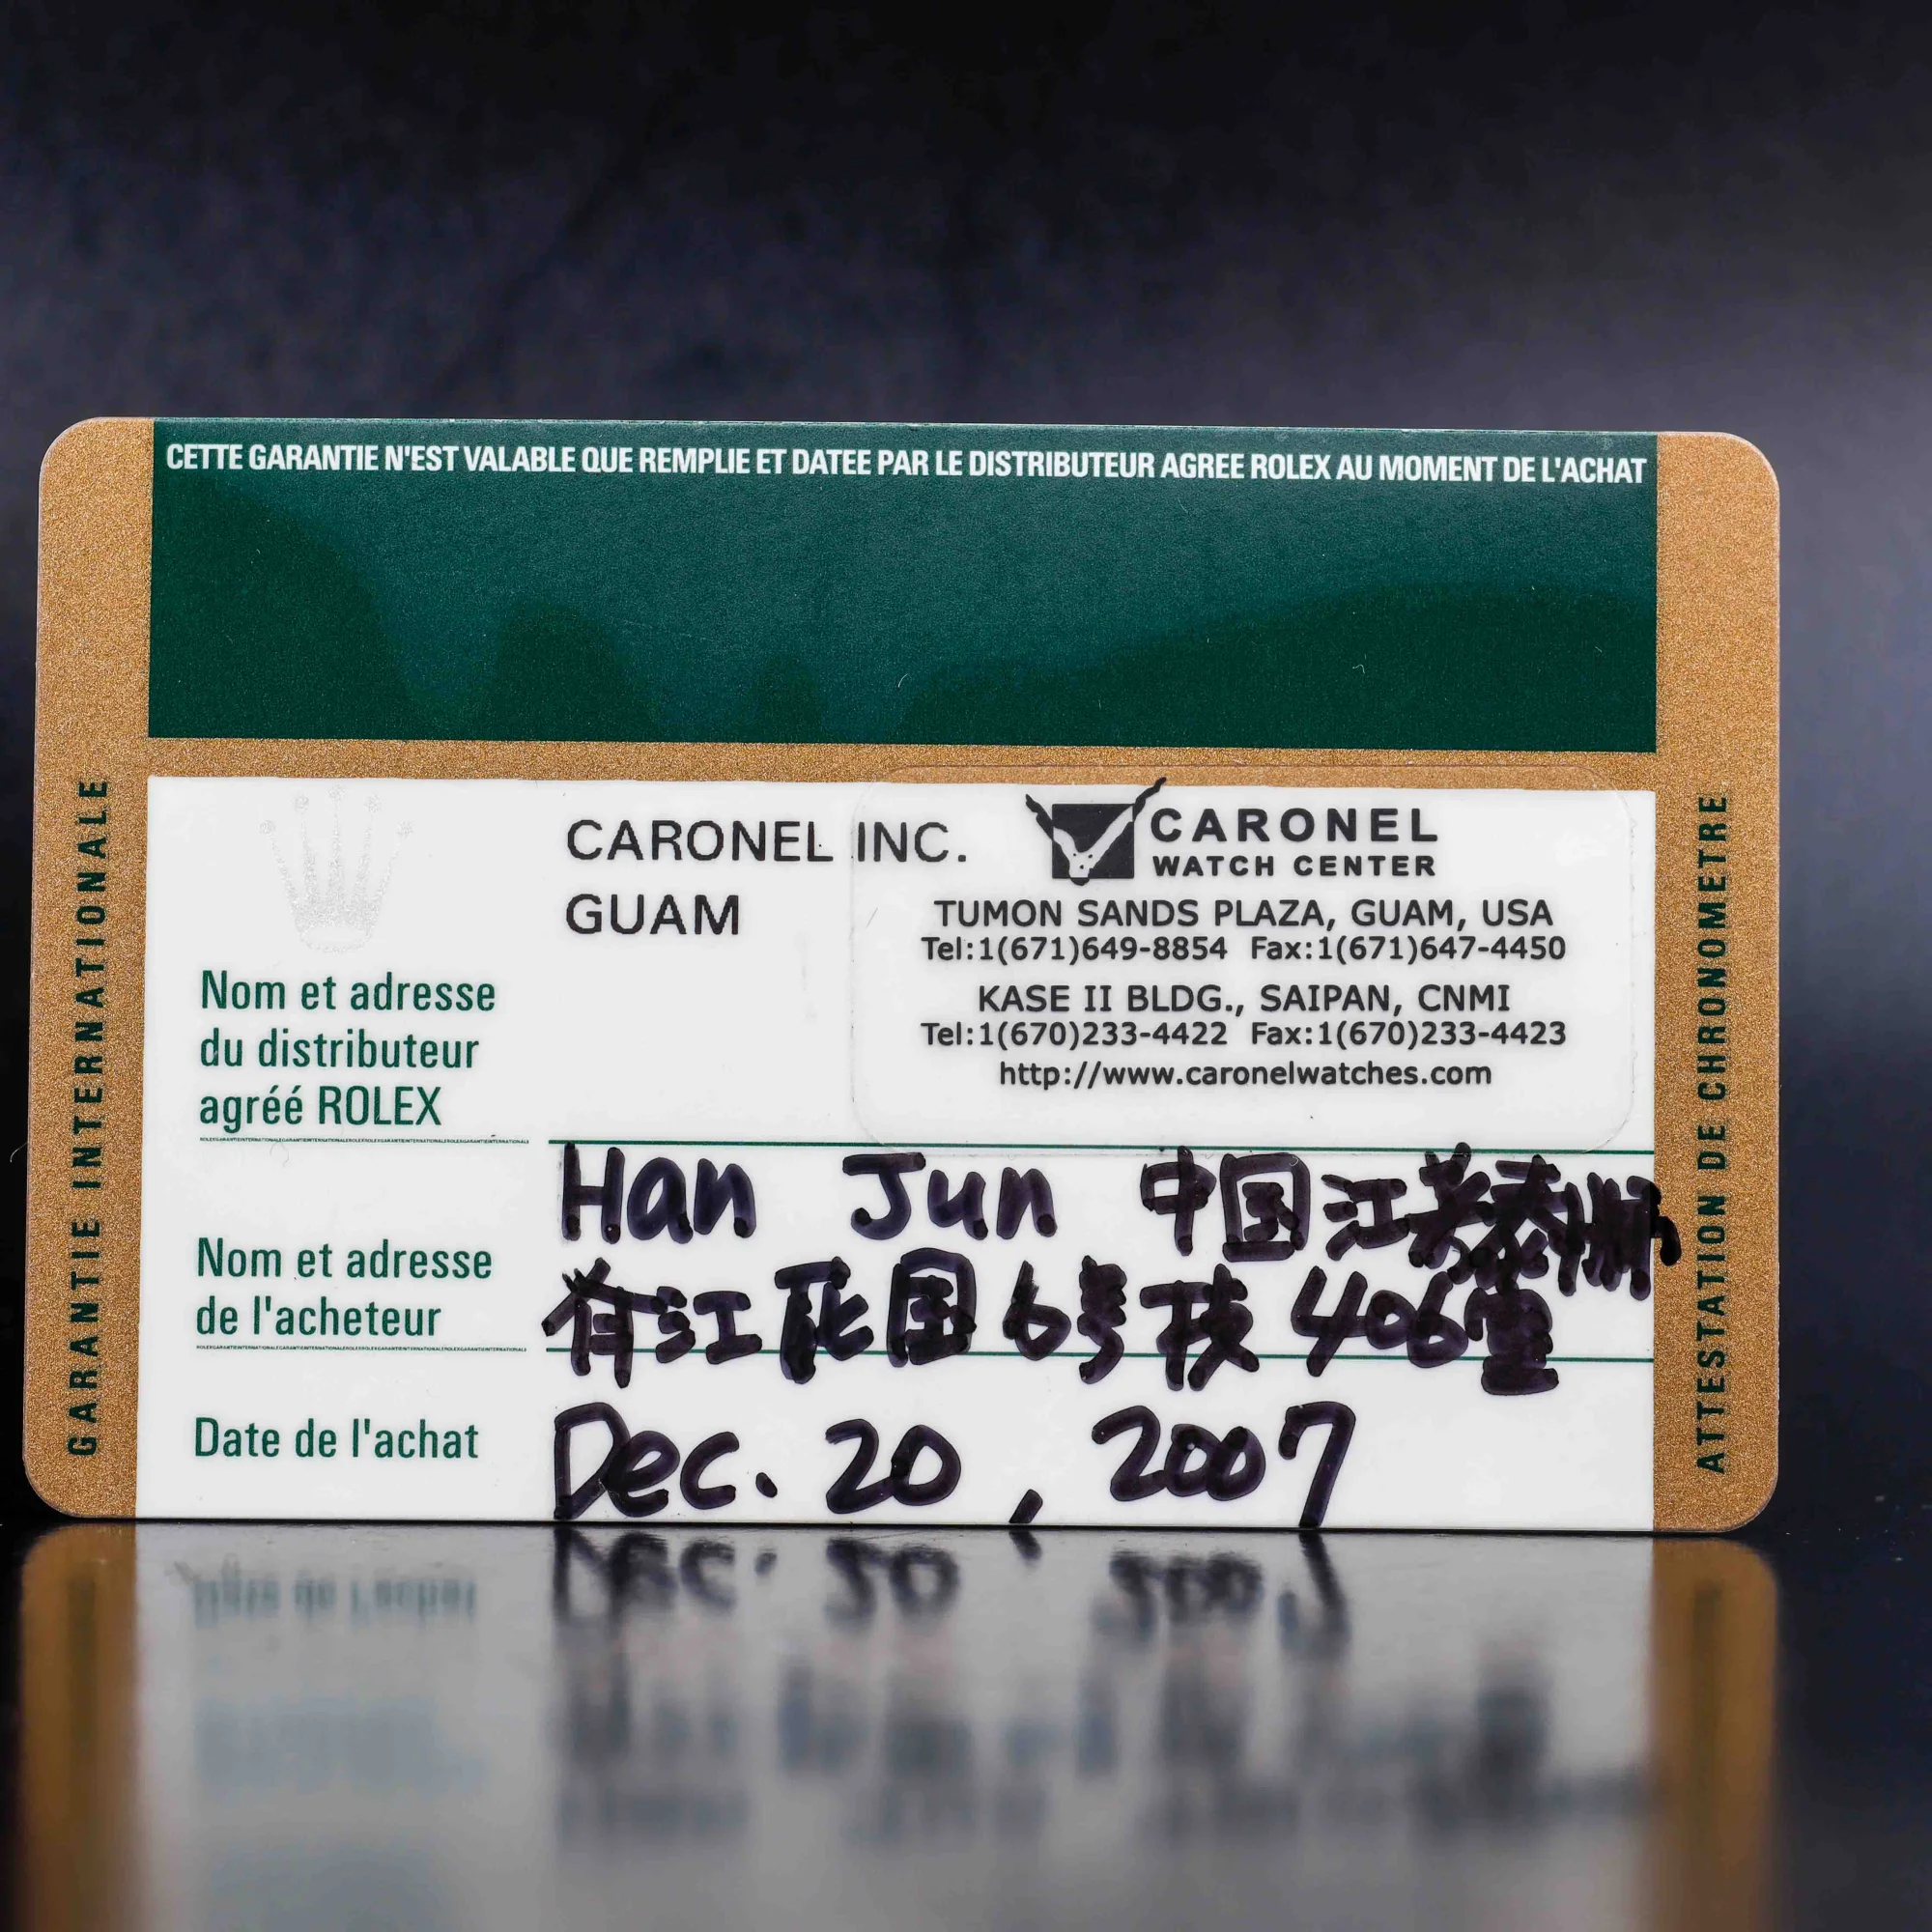 CETTE GARANTIE N'EST VALABLE QUE REMPLIE ET DATEE PAR LE DISTRIBUTEUR AGREE ROLEX AU MOMENT DE L'ACHAT
GARANTIE INTERNATIONALE
CARONEL INC.
GUAM
CARONEL
WATCH CENTER
TUMON SANDS PLAZA, GUAM, USA
Tel:1(671)649-8854 Fax:1(671)647-4450
KASE II BLDG., SAIPAN, CNMI
Tel:1(670)233-4422 Fax:1(670)233-4423
http://www.caronelwatches.com
Nom et adresse
du distributeur
agréé ROLEX
Han Jun 中国江苏泰州
Nom et adresse
de l'acheteur
江花园6号技406室
Date de l'achat
Dec. 20, 2007
ATTESTATION DE CHRONOMETRE